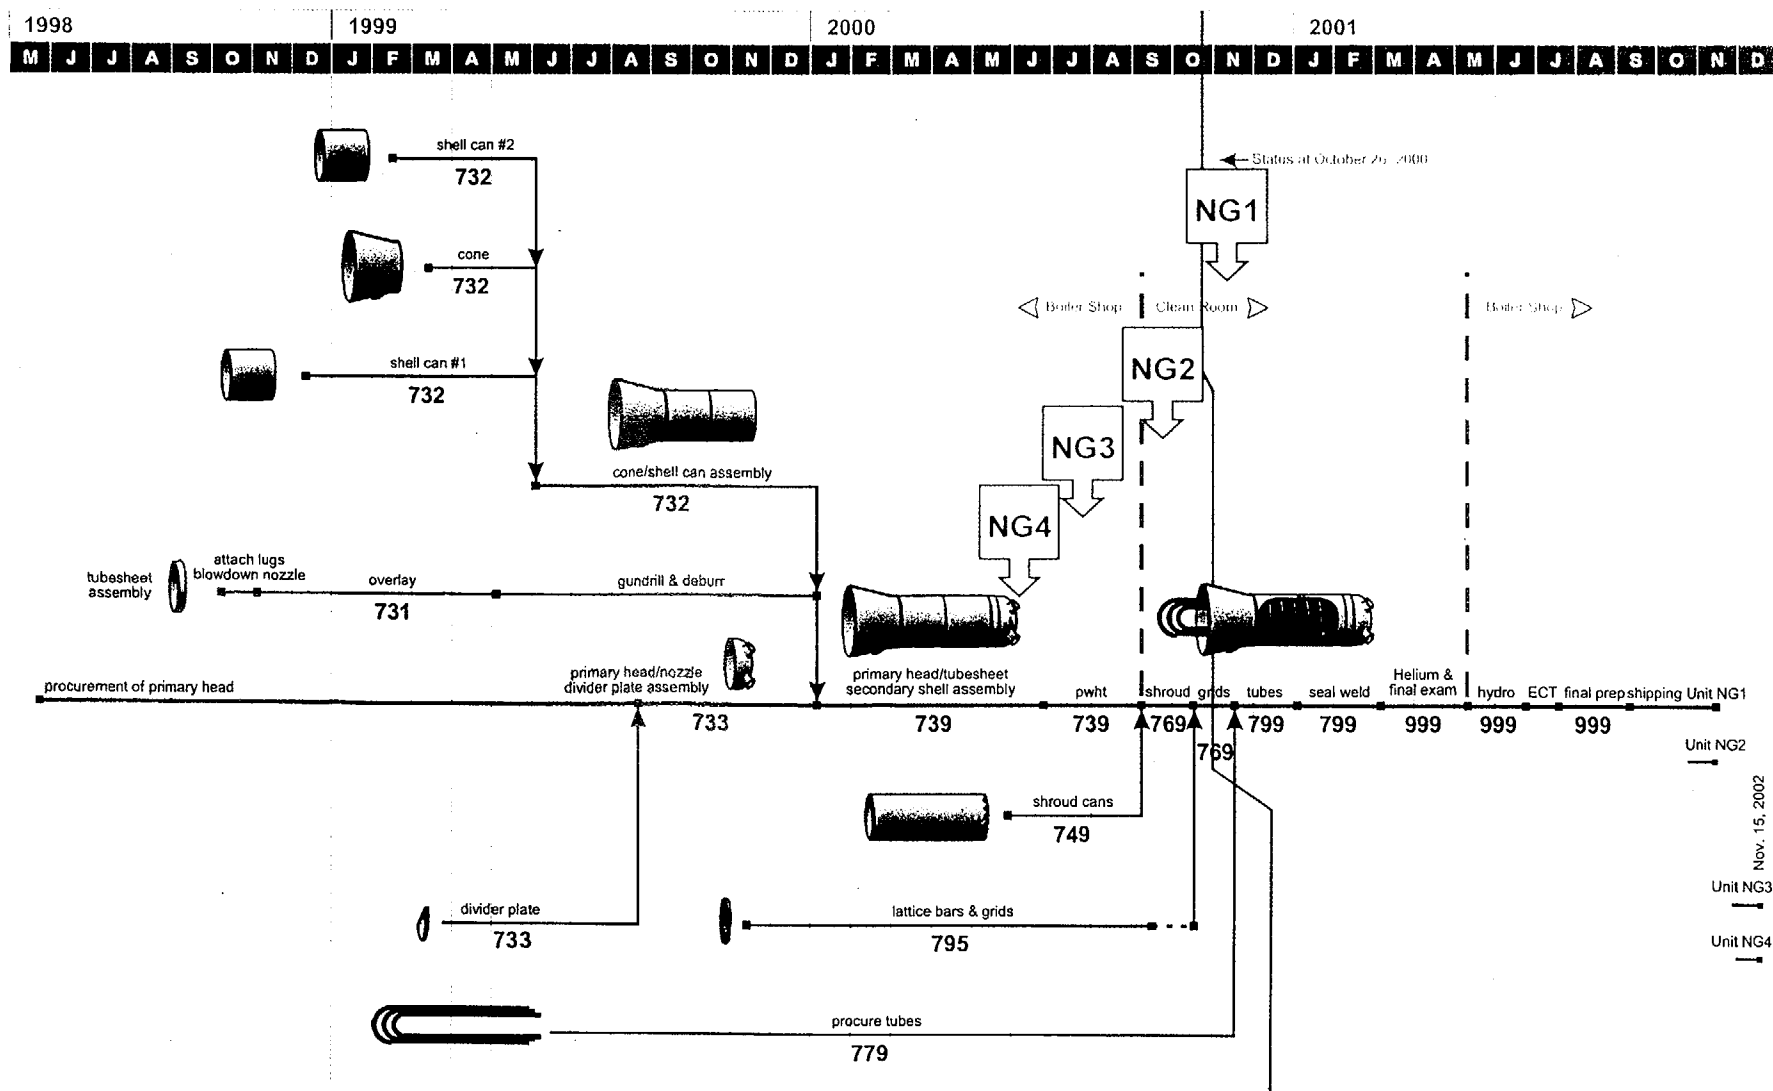 1998 1999 2000 2001
M J J A S O N D J F M A M J J A S O N D J F M A M J J A S O N D J F M A M J J A S O N D
shell can #2
732
Status at October 26, 2000
NG1
cone
732
Boiler Shop
Clean Room
Boiler Shop
NG2
shell can #1
732
NG3
cone/shell can assembly
732
NG4
tubesheet
assembly
attach lugs
blowdown nozzle
overlay
731
gundrill & deburr
procurement of primary head
primary head/nozzle
divider plate assembly
733
primary head/tubesheet
secondary shell assembly
739
pwht
739
shroud
769
grids
769
tubes
799
seal weld
799
Helium &
final exam
999
hydro
999
ECT
final prep
999
shipping
Unit NG1
Unit NG2
Nov. 15, 2002
shroud cans
749
Unit NG3
divider plate
733
lattice bars & grids
795
Unit NG4
procure tubes
779